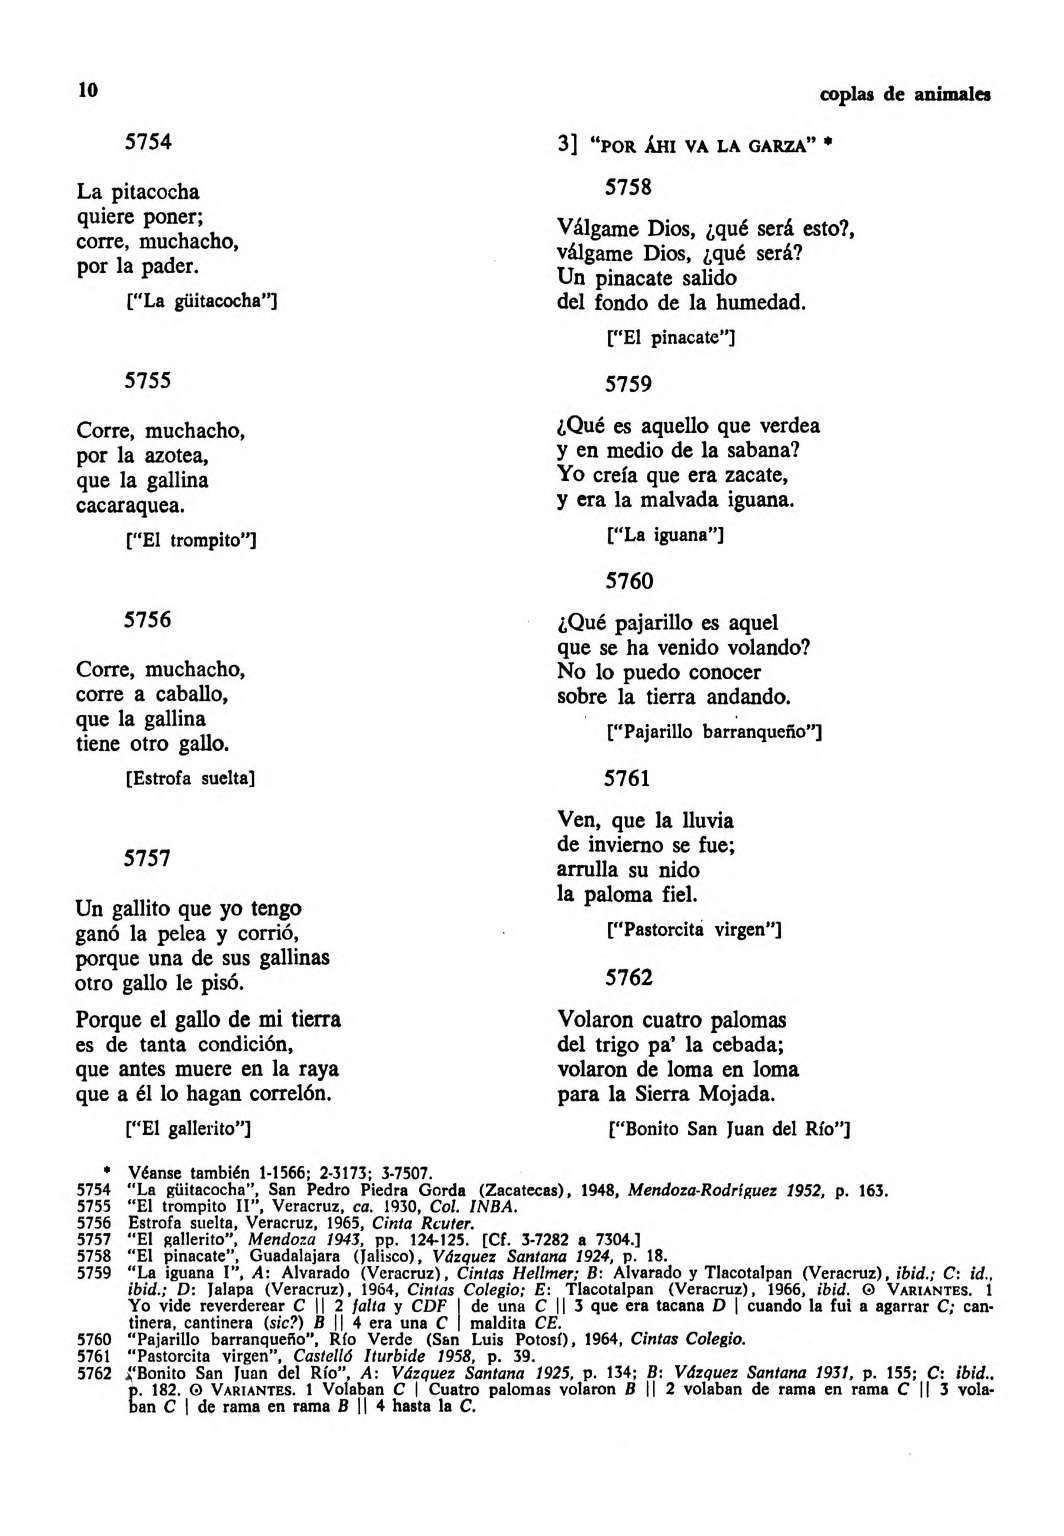 10
coplas de animales
5754
La pitacocha
quiere poner;
corre, muchacho,
por la pader.
["La güitacocha"]
5755
Corre, muchacho,
por la azotea,
que la gallina
cacaraquea.
["El trompito"]
5756
Corre, muchacho,
corre a caballo,
que la gallina
tiene otro gallo.
[Estrofa suelta]
5757
Un gallito que yo tengo
ganó la pelea y corrió,
porque una de sus gallinas
otro gallo le pisó.
Porque el gallo de mi tierra
es de tanta condición,
que antes muere en la raya
que a él lo hagan correlón.
["El gallerito"]
3] "POR ÁHI VA LA GARZA" *
5758
Válgame Dios, ¿qué será esto?,
válgame Dios, ¿qué será?
Un pinacate salido
del fondo de la humedad.
["El pinacate"]
5759
¿Qué es aquello que verdea
y en medio de la sabana?
Yo creía que era zacate,
y era la malvada iguana.
["La iguana"]
5760
¿Qué pajarillo es aquel
que se ha venido volando?
No lo puedo conocer
sobre la tierra andando.
["Pajarillo barranqueño"]
5761
Ven, que la lluvia
de invierno se fue;
arrulla su nido
la paloma fiel.
["Pastorcita virgen"]
5762
Volaron cuatro palomas
del trigo pa' la cebada;
volaron de loma en loma
para la Sierra Mojada.
["Bonito San Juan del Río"]
* Véanse también 1-1566; 2-3173; 3-7507.
5754 "La güitacocha", San Pedro Piedra Gorda (Zacatecas), 1948, Mendoza-Rodríguez 1952, p. 163.
5755 "El trompito II", Veracruz, ca. 1930, Col. INBA.
5756 Estrofa suelta, Veracruz, 1965, Cinta Reuter.
5757 "El gallerito", Mendoza 1943, pp. 124-125. [Cf. 3-7282 a 7304.]
5758 "El pinacate", Guadalajara (Jalisco), Vázquez Santana 1924, p. 18.
5759 "La iguana I", A: Alvarado (Veracruz), Cintas Hellmer; B: Alvarado y Tlacotalpan (Veracruz), ibid.; C: id.,
ibid.; D: Jalapa (Veracruz), 1964, Cintas Colegio; E: Tlacotalpan (Veracruz), 1966, ibid. ⊙ VARIANTES. 1
Yo vide reverderear C || 2 falta y CDF | de una C || 3 que era tacana D | cuando la fui a agarrar C; can-
tinera, cantinera (sic?) B || 4 era una C | maldita CE.
5760 "Pajarillo barranqueño", Río Verde (San Luis Potosí), 1964, Cintas Colegio.
5761 "Pastorcita virgen", Castelló Iturbide 1958, p. 39.
5762 "Bonito San Juan del Río", A: Vázquez Santana 1925, p. 134; B: Vázquez Santana 1931, p. 155; C: ibid.,
p. 182. ⊙ VARIANTES. 1 Volaban C | Cuatro palomas volaron B || 2 volaban de rama en rama C || 3 vola-
ban C | de rama en rama B || 4 hasta la C.